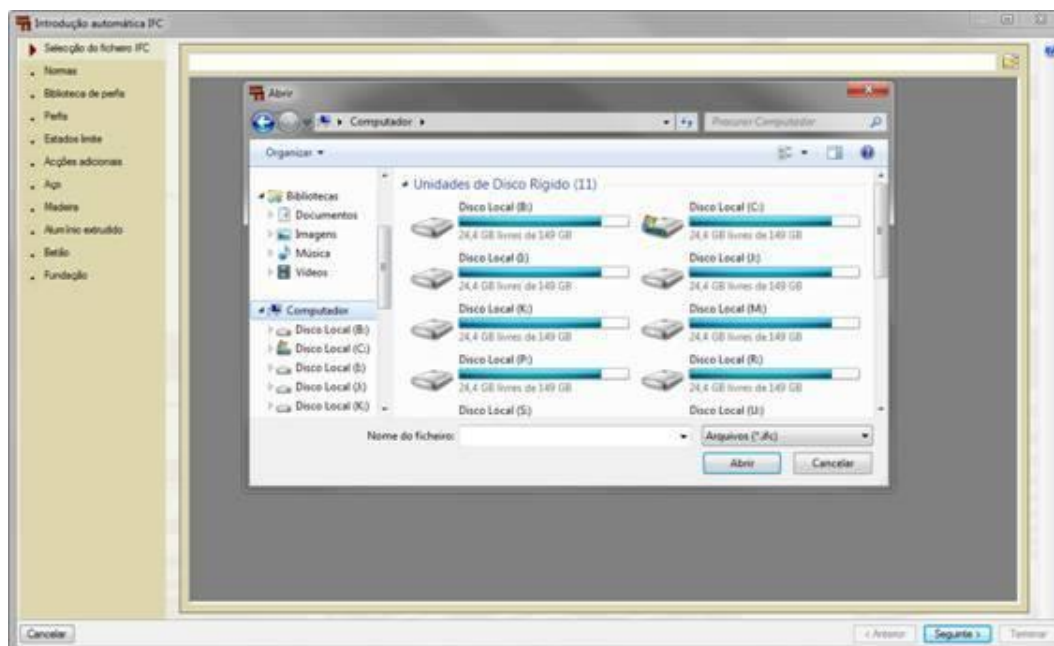 Introdução automática IFC
Selecção do ficheiro IFC
Normas
Biblioteca de perfis
Perfis
Estados limite
Acções adicionais
Aço
Madeira
Alumínio extrudido
Betão
Fundação
Abrir
Computador
Procurar Computador
Organizar
Bibliotecas
Documentos
Imagens
Música
Vídeos
Computador
Disco Local (B:)
Disco Local (C:)
Disco Local (I:)
Disco Local (J:)
Disco Local (K:)
Unidades de Disco Rígido (11)
Disco Local (B:)
24,4 GB livres de 149 GB
Disco Local (C:)
24,4 GB livres de 149 GB
Disco Local (I:)
24,4 GB livres de 149 GB
Disco Local (J:)
24,4 GB livres de 149 GB
Disco Local (K:)
24,4 GB livres de 149 GB
Disco Local (M:)
24,4 GB livres de 149 GB
Disco Local (P:)
24,4 GB livres de 149 GB
Disco Local (R:)
24,4 GB livres de 149 GB
Disco Local (S:)
Disco Local (U:)
Nome do ficheiro:
Arquivos (*.ifc)
Abrir
Cancelar
Cancelar
< Anterior
Seguinte >
Terminar